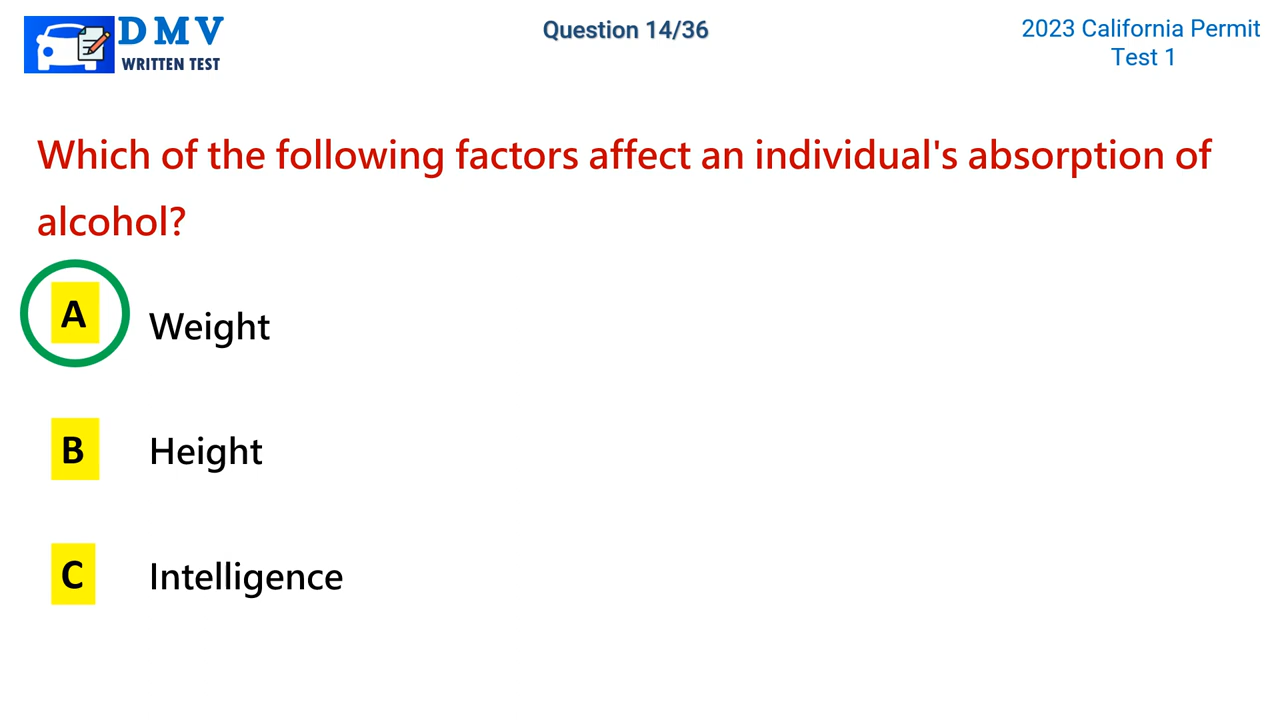 DMV
WRITTEN TEST
Question 14/36
2023 California Permit
Test 1
Which of the following factors affect an individual's absorption of
alcohol?
A Weight
B Height
C Intelligence